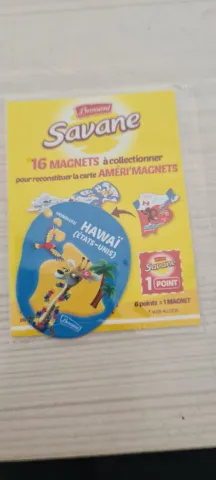 Brossard
Savane
16 MAGNETS à collectionner
pour reconstituer la carte AMÉRI'MAGNETS
HAWAÏ
(ÉTATS-UNIS)
Savane
1
POINT
6 points = 1 MAGNET
Brossard